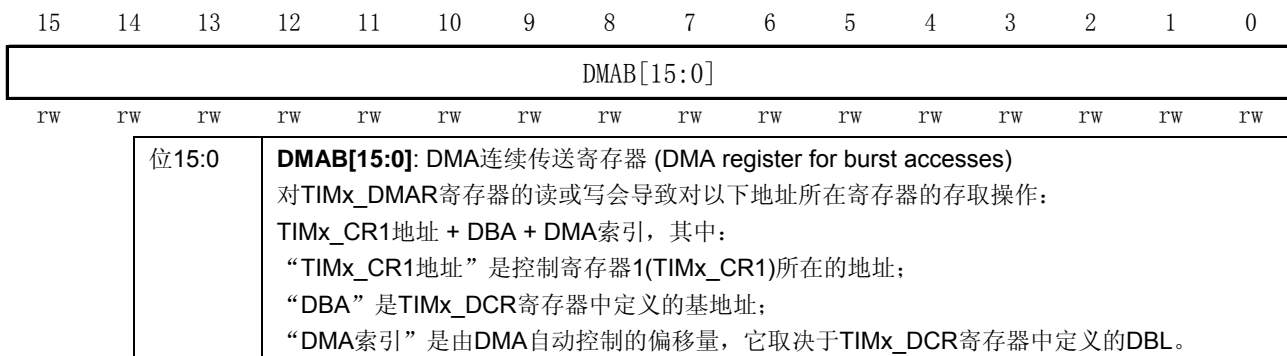 15 14 13 12 11 10 9 8 7 6 5 4 3 2 1 0
DMAB[15:0]
rw rw rw rw rw rw rw rw rw rw rw rw rw rw rw rw
位15:0 DMAB[15:0]: DMA连续传送寄存器 (DMA register for burst accesses)
对TIMx_DMAR寄存器的读或写会导致对以下地址所在寄存器的存取操作：
TIMx_CR1地址 + DBA + DMA索引，其中：
“TIMx_CR1地址”是控制寄存器1(TIMx_CR1)所在的地址；
“DBA”是TIMx_DCR寄存器中定义的基地址；
“DMA索引”是由DMA自动控制的偏移量，它取决于TIMx_DCR寄存器中定义的DBL。